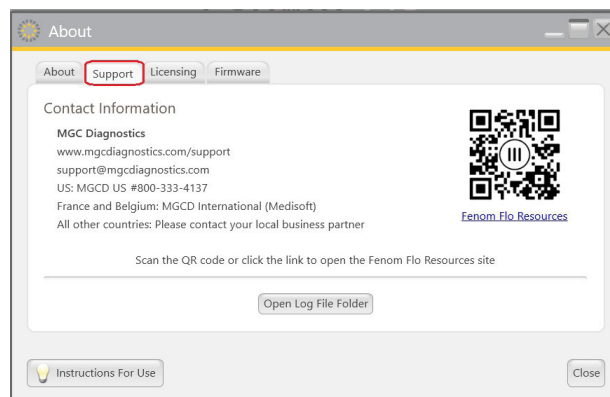 About
About Support Licensing Firmware
Contact Information
MGC Diagnostics
www.mgcdiagnostics.com/support
support@mgcdiagnostics.com
US: MGCD US #800-333-4137
France and Belgium: MGCD International (Medisoft)
All other countries: Please contact your local business partner
Fenom Flo Resources
Scan the QR code or click the link to open the Fenom Flo Resources site
Open Log File Folder
Instructions For Use
Close